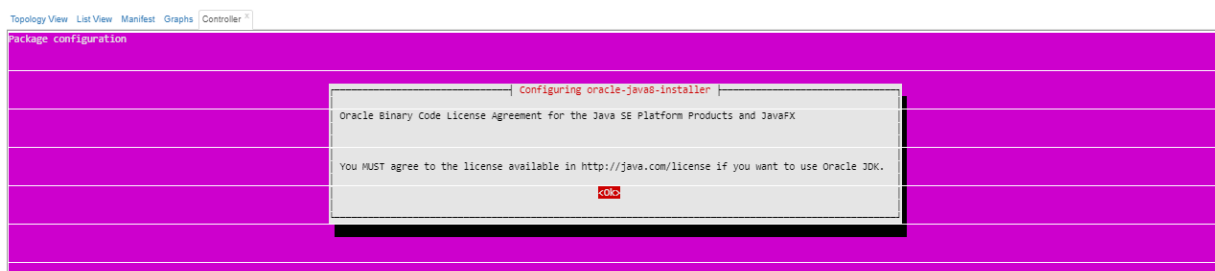 Topology View List View Manifest Graphs Controller ×
Package configuration
Configuring oracle-java8-installer
Oracle Binary Code License Agreement for the Java SE Platform Products and JavaFX
You MUST agree to the license available in http://java.com/license if you want to use Oracle JDK.
<Ok>